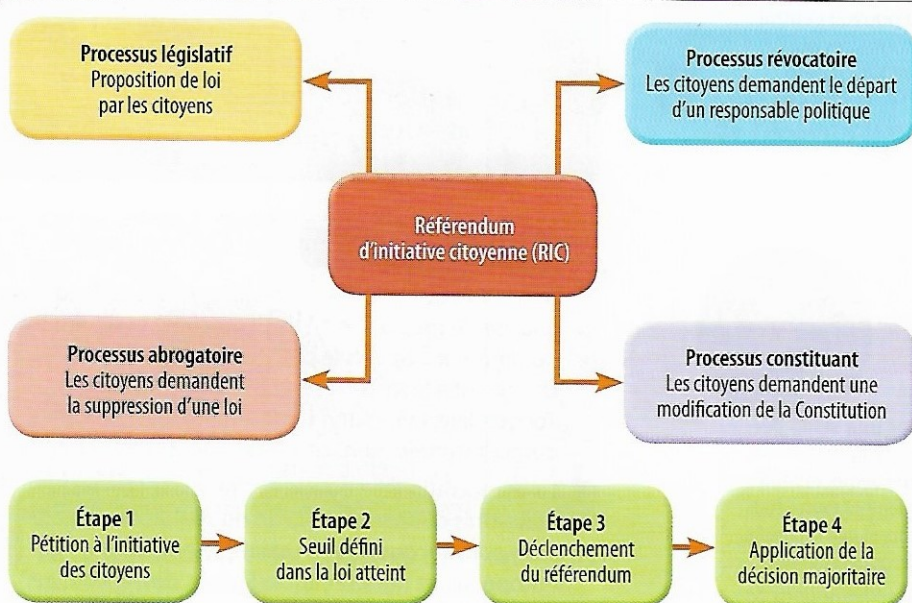 Processus législatif
Proposition de loi
par les citoyens
Processus révocatoire
Les citoyens demandent le départ
d'un responsable politique
Référendum
d'initiative citoyenne (RIC)
Processus abrogatoire
Les citoyens demandent
la suppression d'une loi
Processus constituant
Les citoyens demandent une
modification de la Constitution
Étape 1
Pétition à l'initiative
des citoyens
Étape 2
Seuil défini
dans la loi atteint
Étape 3
Déclenchement
du référendum
Étape 4
Application de la
décision majoritaire